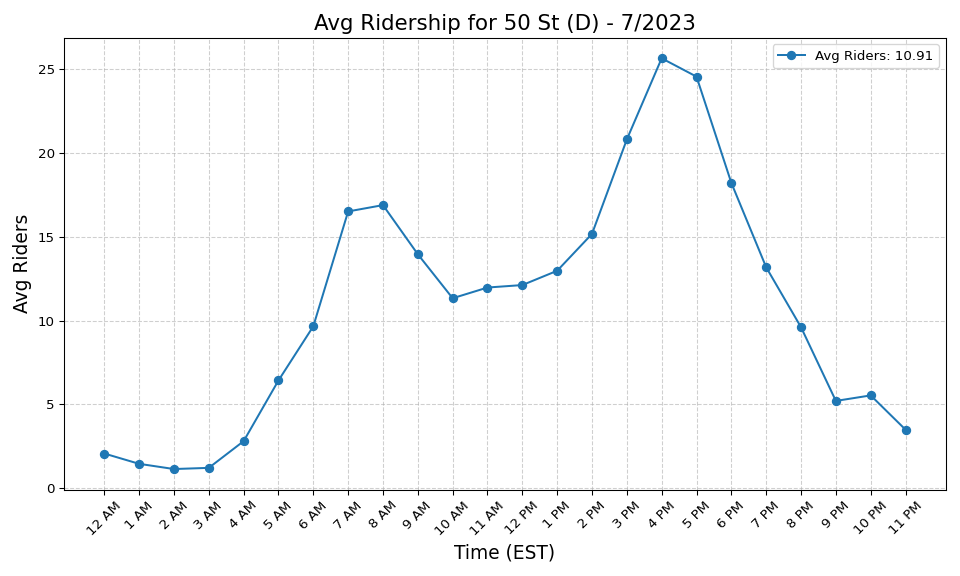 Avg Ridership for 50 St (D) - 7/2023
Avg Riders: 10.91
Avg Riders
25
20
15
10
5
0
12 AM 1 AM 2 AM 3 AM 4 AM 5 AM 6 AM 7 AM 8 AM 9 AM 10 AM 11 AM 12 PM 1 PM 2 PM 3 PM 4 PM 5 PM 6 PM 7 PM 8 PM 9 PM 10 PM 11 PM
Time (EST)